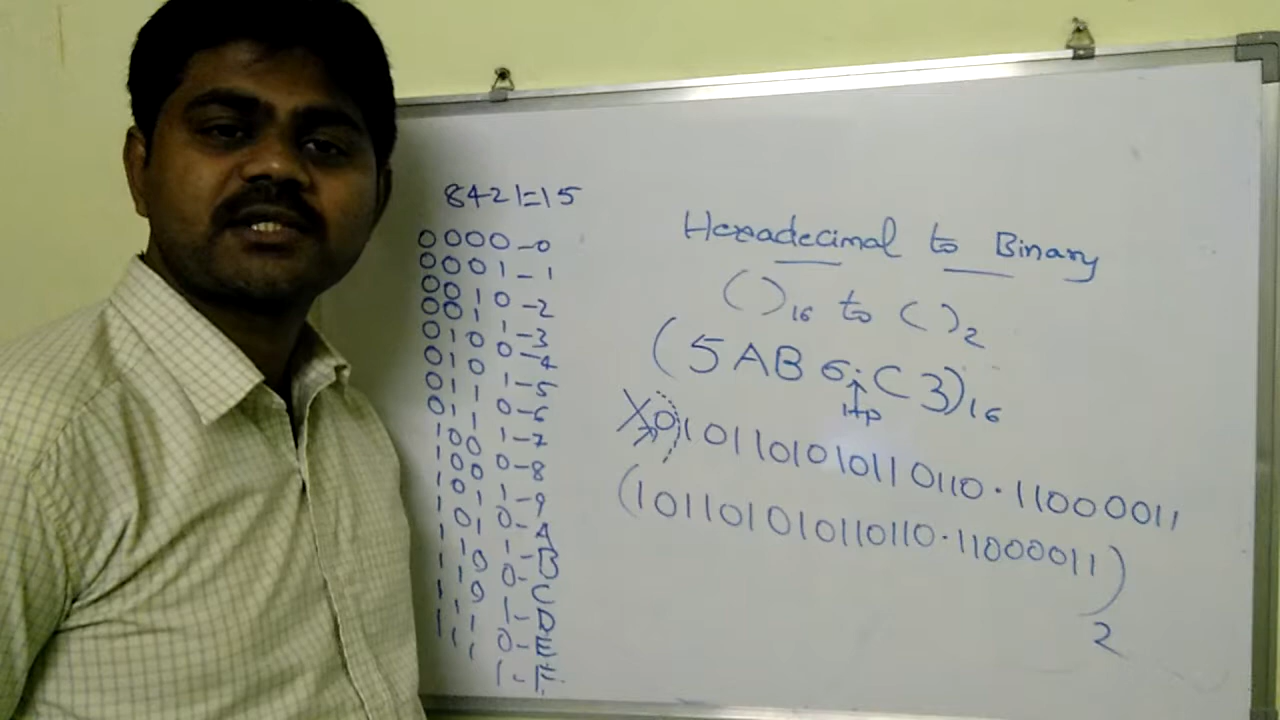 8421=15
0000-0
0001-1
0010-2
0011-3
0100-4
0101-5
0110-6
0111-7
1000-8
1001-9
1010-A
1011-B
1100-C
1101-D
1110-E
1111-F
Hexadecimal to Binary
( )₁₆ to ( )₂
(5AB6.C3)₁₆
0101101010110110.11000011
(101101010110110.11000011)₂